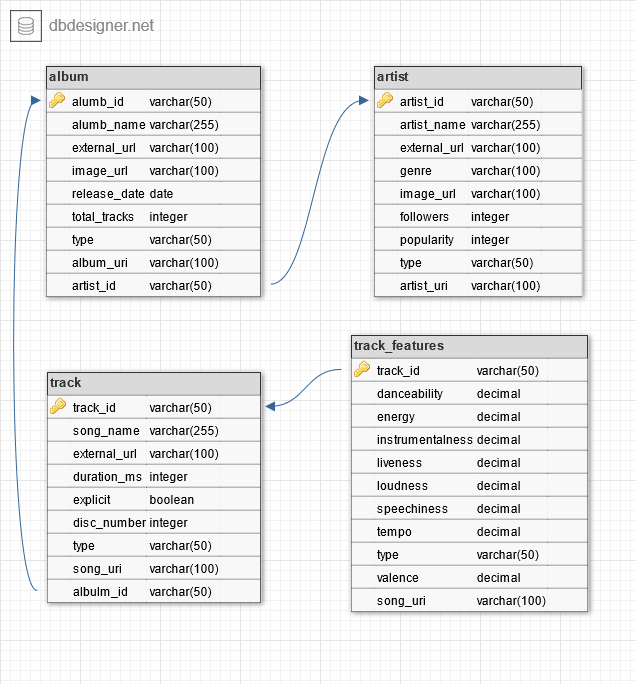 dbdesigner.net
album
alumb_id varchar(50)
alumb_name varchar(255)
external_url varchar(100)
image_url varchar(100)
release_date date
total_tracks integer
type varchar(50)
album_uri varchar(100)
artist_id varchar(50)
artist
artist_id varchar(50)
artist_name varchar(255)
external_url varchar(100)
genre varchar(100)
image_url varchar(100)
followers integer
popularity integer
type varchar(50)
artist_uri varchar(100)
track
track_id varchar(50)
song_name varchar(255)
external_url varchar(100)
duration_ms integer
explicit boolean
disc_number integer
type varchar(50)
song_uri varchar(100)
albulm_id varchar(50)
track_features
track_id varchar(50)
danceability decimal
energy decimal
instrumentalness decimal
liveness decimal
loudness decimal
speechiness decimal
tempo decimal
type varchar(50)
valence decimal
song_uri varchar(100)